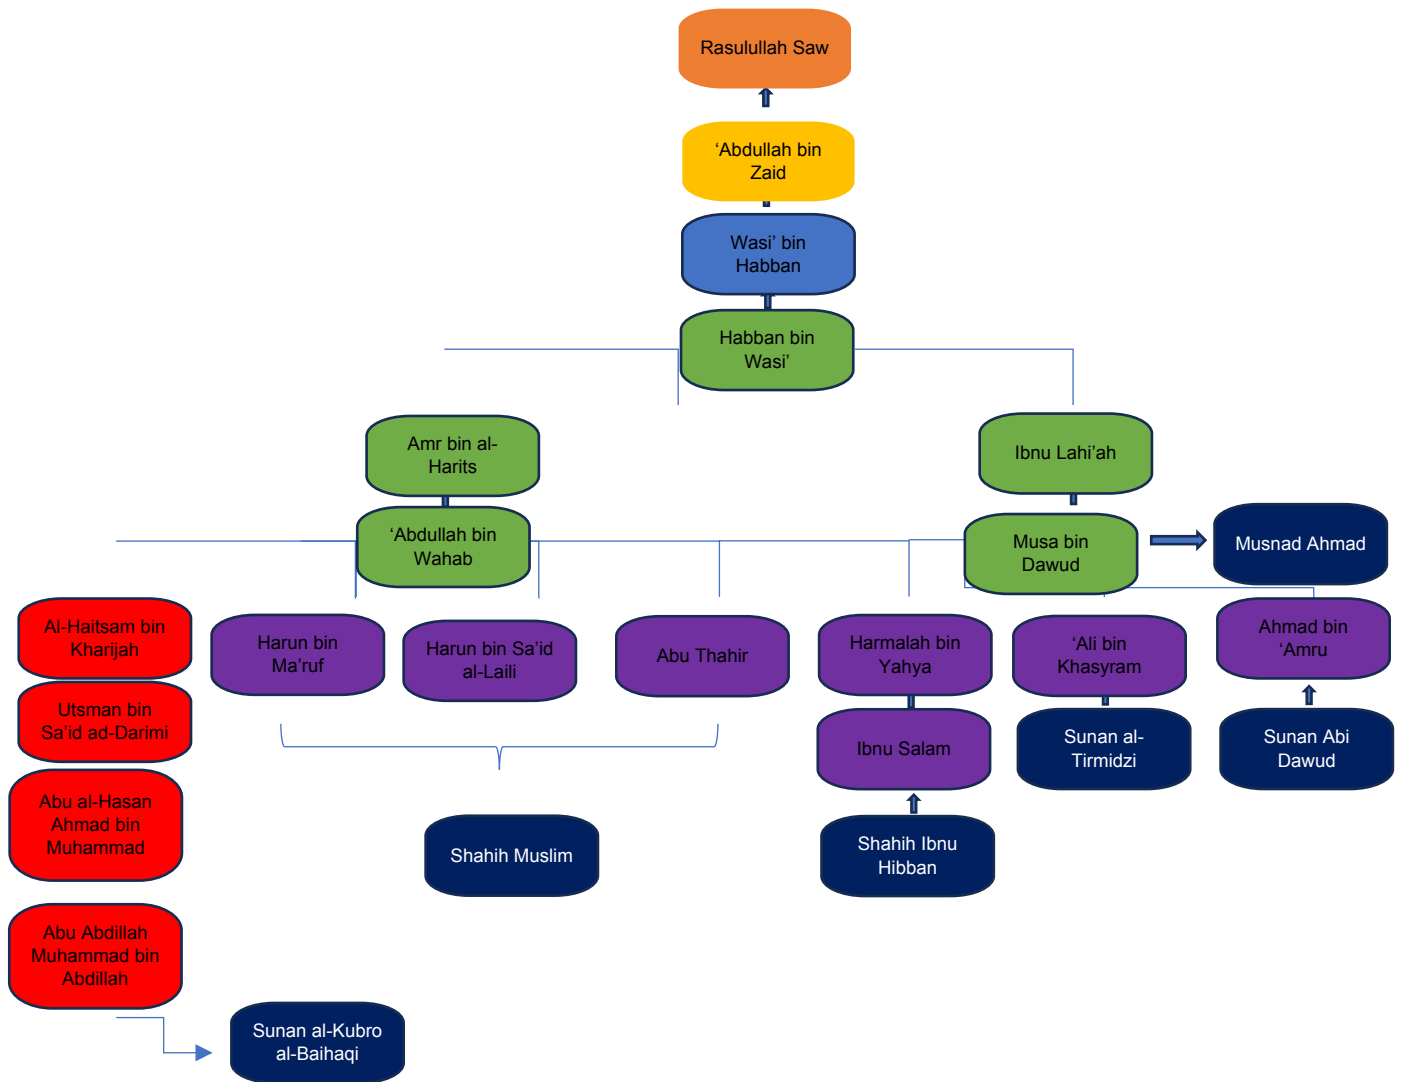 Rasulullah Saw
‘Abdullah bin
Zaid
Wasi’ bin
Habban
Habban bin
Wasi’
Amr bin al-
Harits
Ibnu Lahi’ah
‘Abdullah bin
Wahab
Musa bin
Dawud
Musnad Ahmad
Al-Haitsam bin
Kharijah
Harun bin
Ma’ruf
Harun bin Sa’id
al-Laili
Abu Thahir
Harmalah bin
Yahya
‘Ali bin
Khasyram
Ahmad bin
‘Amru
Utsman bin
Sa’id ad-Darimi
Ibnu Salam
Sunan al-
Tirmidzi
Sunan Abi
Dawud
Abu al-Hasan
Ahmad bin
Muhammad
Shahih Muslim
Shahih Ibnu
Hibban
Abu Abdillah
Muhammad bin
Abdillah
Sunan al-Kubro
al-Baihaqi